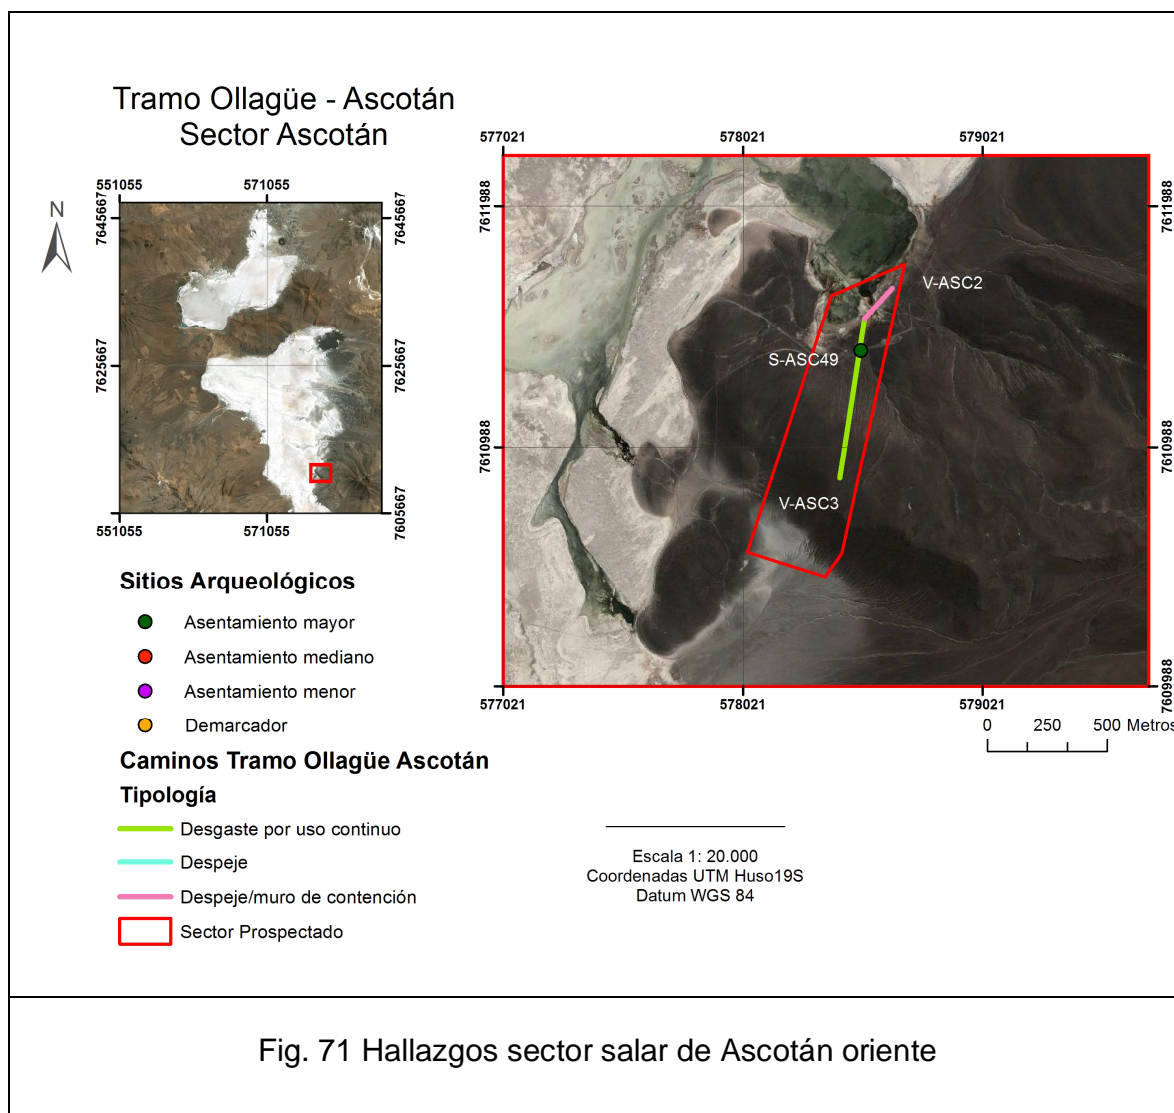 Tramo Ollagüe - Ascotán
Sector Ascotán
N
551055
571055
7645667
7645667
7625667
7625667
7605667
551055
571055
577021
578021
579021
7611988
7611988
7610988
7610988
7609988
577021
578021
579021
V-ASC2
S-ASC49
V-ASC3
0 250 500 Metros
Sitios Arqueológicos
Asentamiento mayor
Asentamiento mediano
Asentamiento menor
Demarcador
Caminos Tramo Ollagüe Ascotán
Tipología
Desgaste por uso continuo
Despeje
Despeje/muro de contención
Sector Prospectado
Escala 1: 20.000
Coordenadas UTM Huso19S
Datum WGS 84
Fig. 71 Hallazgos sector salar de Ascotán oriente